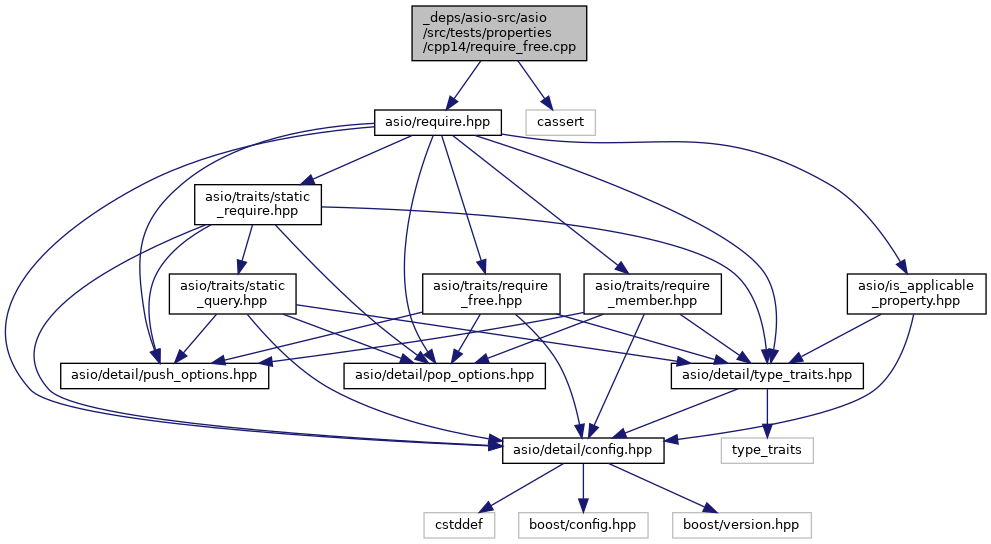 _deps/asio-src/asio
/src/tests/properties
/cpp14/require_free.cpp
asio/require.hpp
cassert
asio/traits/static
_require.hpp
asio/traits/static
_query.hpp
asio/traits/require
_free.hpp
asio/traits/require
_member.hpp
asio/is_applicable
_property.hpp
asio/detail/push_options.hpp
asio/detail/pop_options.hpp
asio/detail/type_traits.hpp
asio/detail/config.hpp
type_traits
cstddef
boost/config.hpp
boost/version.hpp